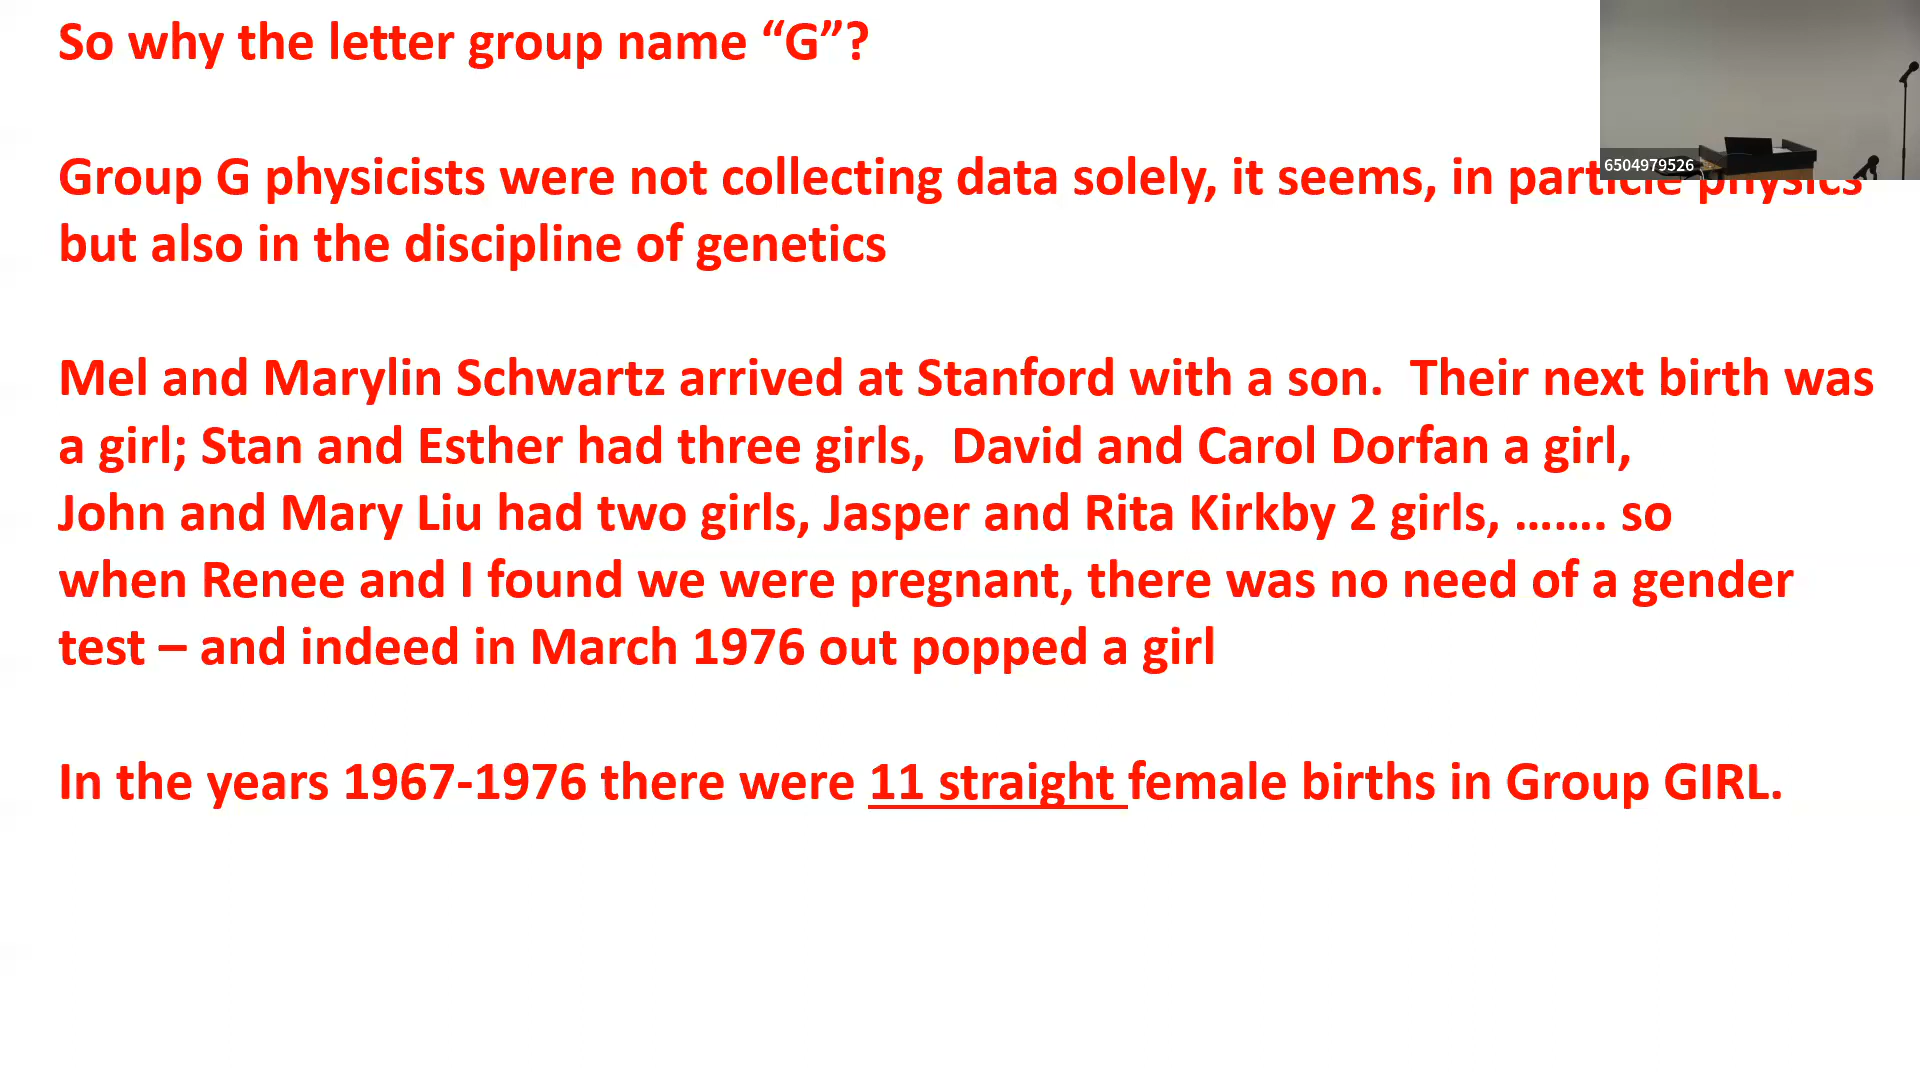 So why the letter group name “G”?
6504979526
Group G physicists were not collecting data solely, it seems, in particle physics
but also in the discipline of genetics
Mel and Marylin Schwartz arrived at Stanford with a son.  Their next birth was
a girl; Stan and Esther had three girls,  David and Carol Dorfan a girl,
John and Mary Liu had two girls, Jasper and Rita Kirkby 2 girls, ……. so
when Renee and I found we were pregnant, there was no need of a gender
test – and indeed in March 1976 out popped a girl
In the years 1967-1976 there were 11 straight female births in Group GIRL.